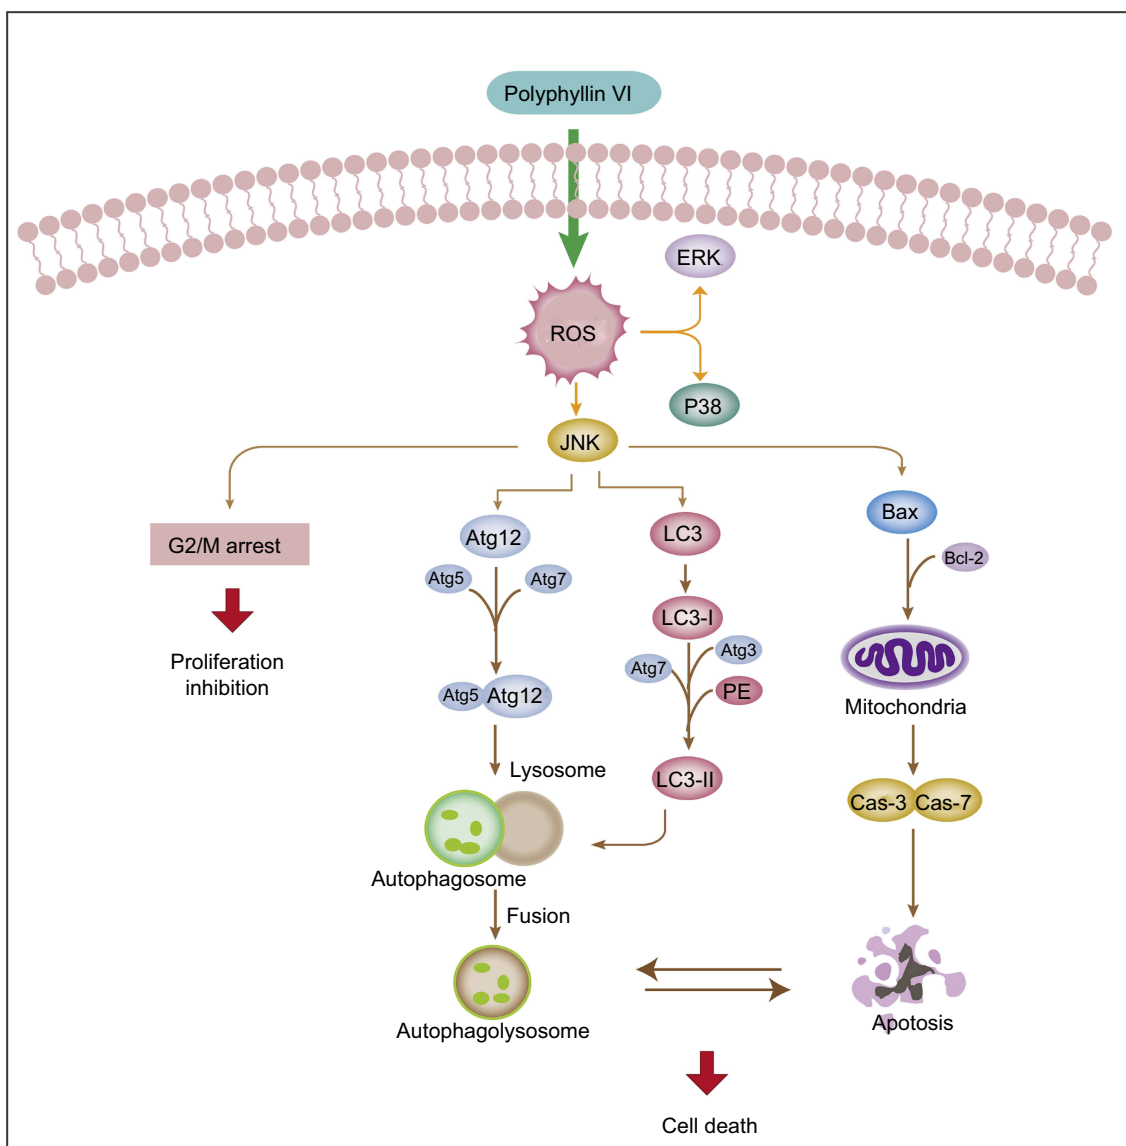 Polyphyllin VI
ERK
ROS
P38
JNK
G2/M arrest
Proliferation
inhibition
Atg12
Atg5
Atg7
Atg5
Atg12
Lysosome
Autophagosome
Fusion
Autophagolysosome
LC3
LC3-I
Atg3
Atg7
PE
LC3-II
Bax
Bcl-2
Mitochondria
Cas-3
Cas-7
Apotosis
Cell death